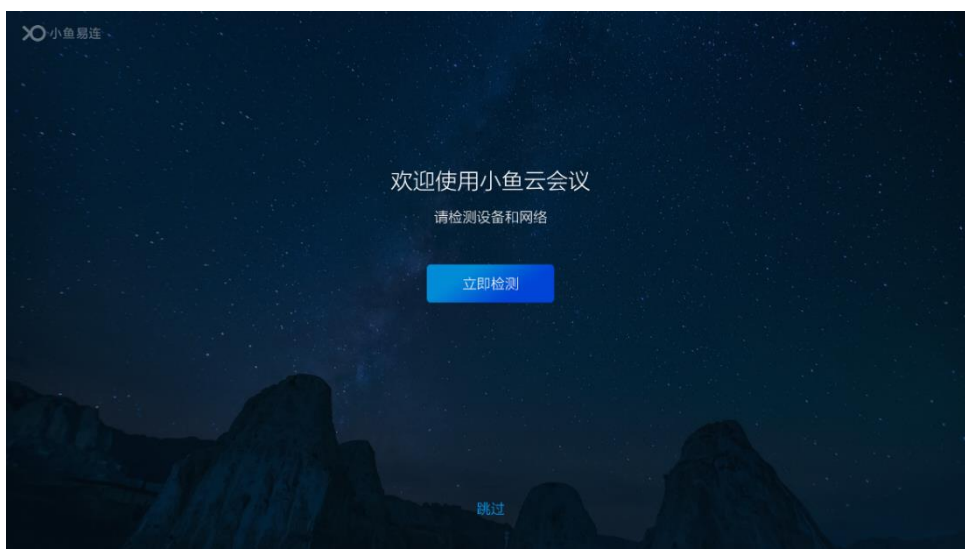 小鱼易连
欢迎使用小鱼云会议
请检测设备和网络
立即检测
跳过